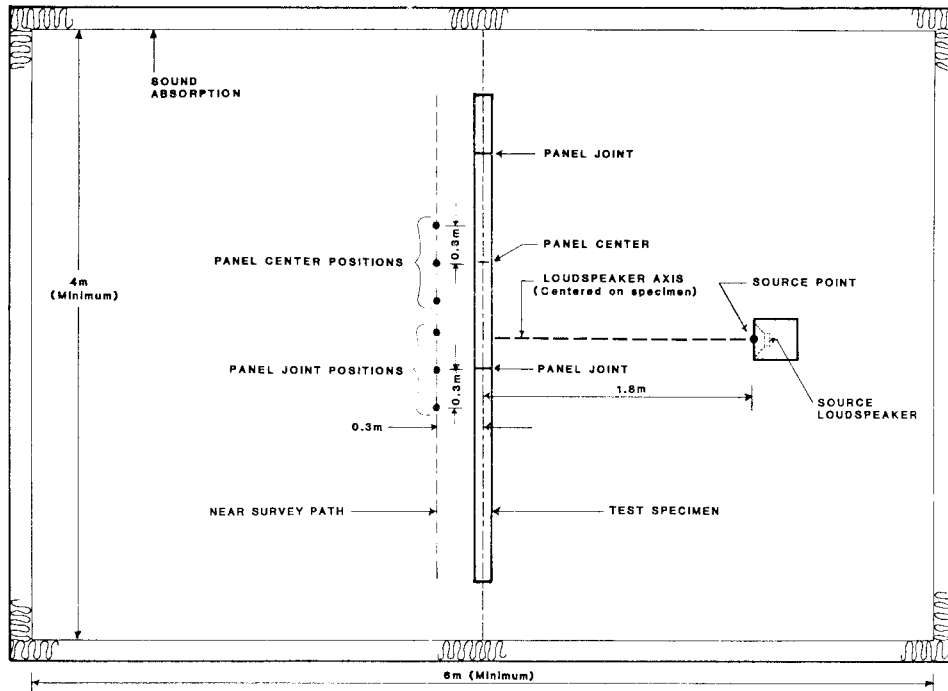 SOUND
ABSORPTION
PANEL JOINT
0.3m
PANEL CENTER
PANEL CENTER POSITIONS
4m
(Minimum)
LOUDSPEAKER AXIS
(Centered on specimen)
SOURCE POINT
PANEL JOINT POSITIONS
0.3m
PANEL JOINT
1.8m
SOURCE
LOUDSPEAKER
0.3m
NEAR SURVEY PATH
TEST SPECIMEN
6m (Minimum)